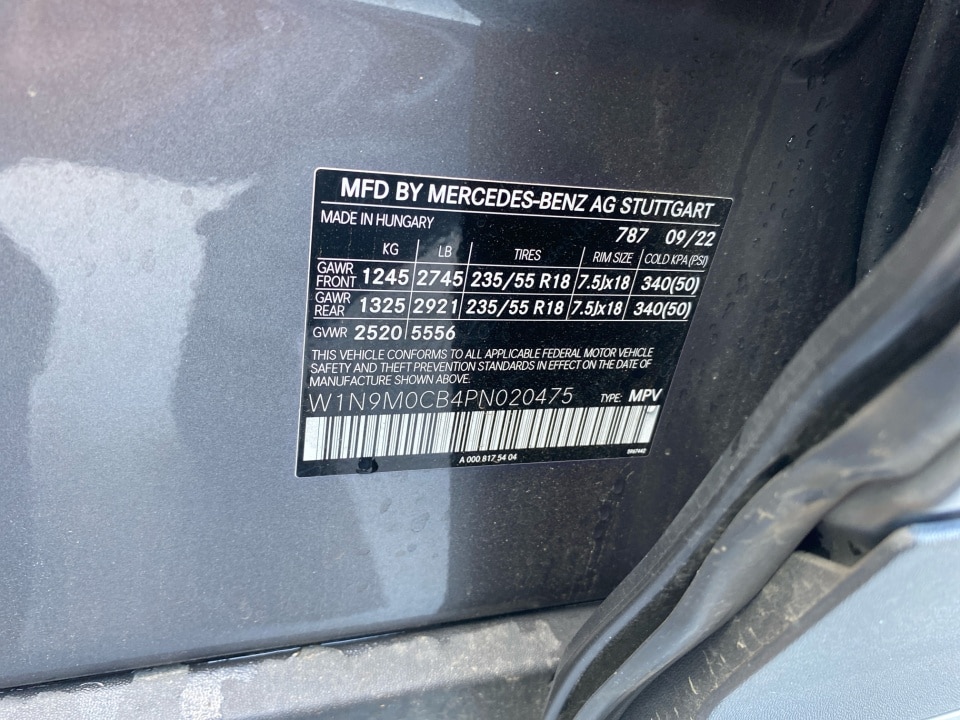 MFD BY MERCEDES-BENZ AG STUTTGART
MADE IN HUNGARY 787 09/22
KG LB TIRES RIM SIZE COLD KPA (PSI)
GAWR FRONT 1245 2745 235/55 R18 7.5Jx18 340(50)
GAWR REAR 1325 2921 235/55 R18 7.5Jx18 340(50)
GVWR 2520 5556
THIS VEHICLE CONFORMS TO ALL APPLICABLE FEDERAL MOTOR VEHICLE
SAFETY AND THEFT PREVENTION STANDARDS IN EFFECT ON THE DATE OF
MANUFACTURE SHOWN ABOVE:
W1N9M0CB4PN020475 TYPE: MPV
A 000 817 54 04